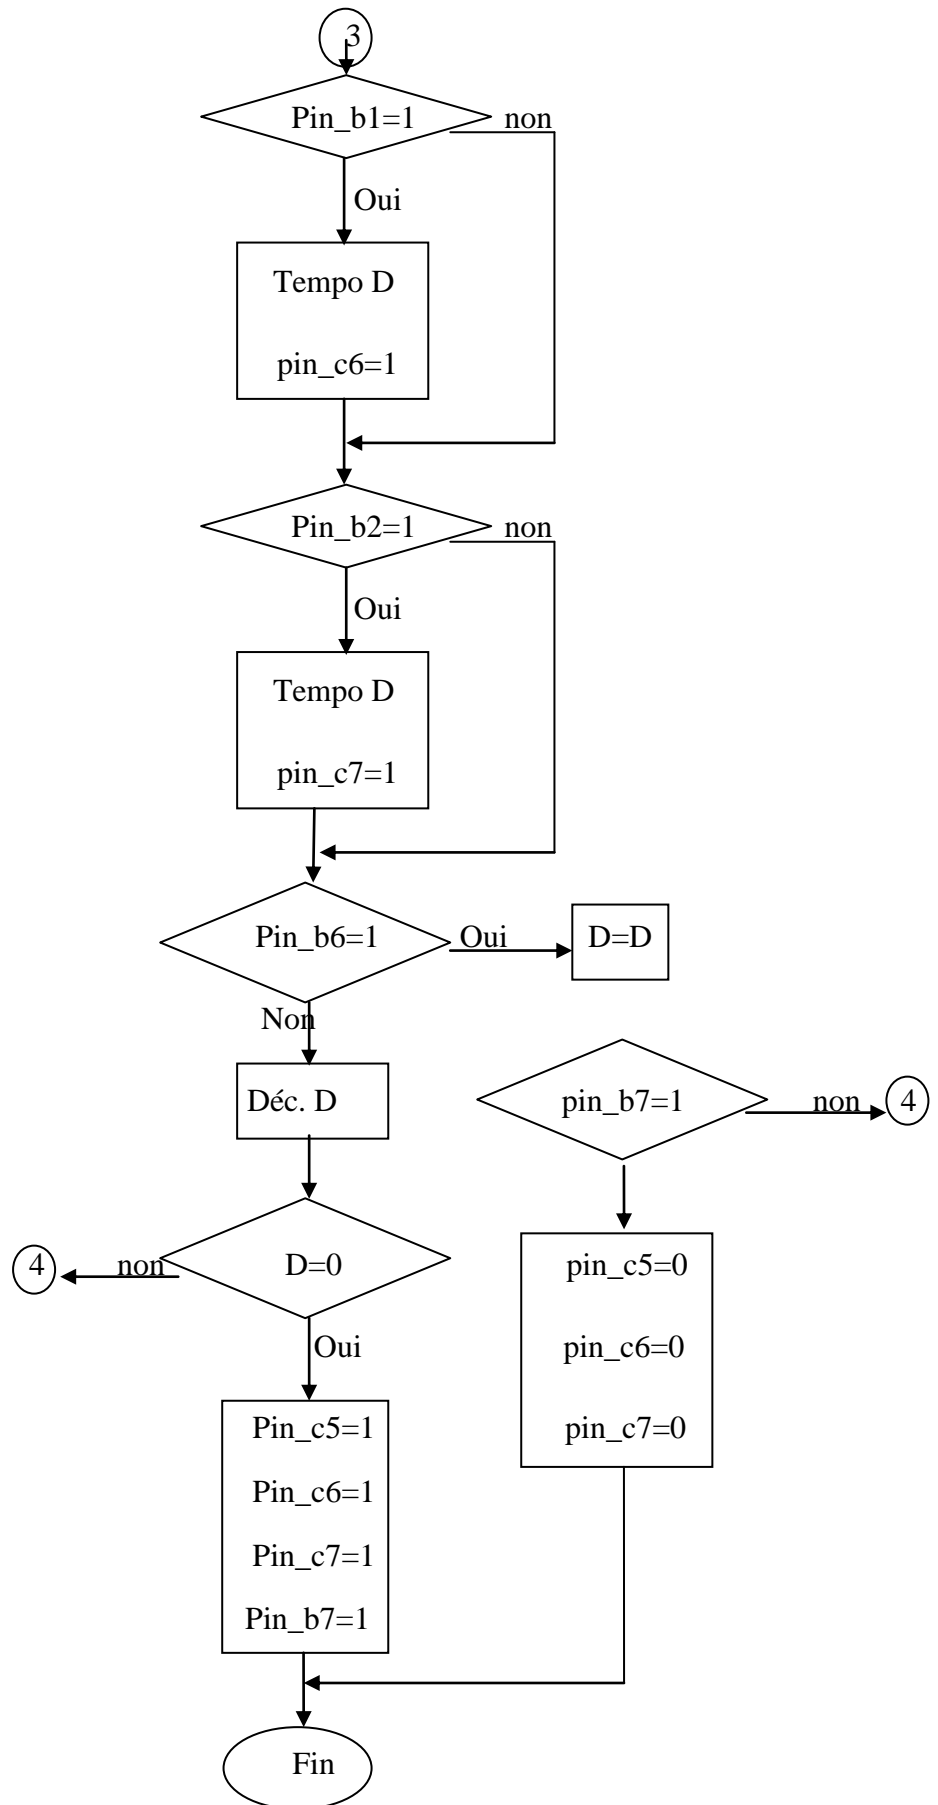 3
Pin_b1=1
non
Oui
Tempo D
pin_c6=1
Pin_b2=1
non
Oui
Tempo D
pin_c7=1
Pin_b6=1
Oui
D=D
Non
Déc. D
pin_b7=1
non
4
4
non
D=0
pin_c5=0
Oui
pin_c6=0
pin_c7=0
Pin_c5=1
Pin_c6=1
Pin_c7=1
Pin_b7=1
Fin